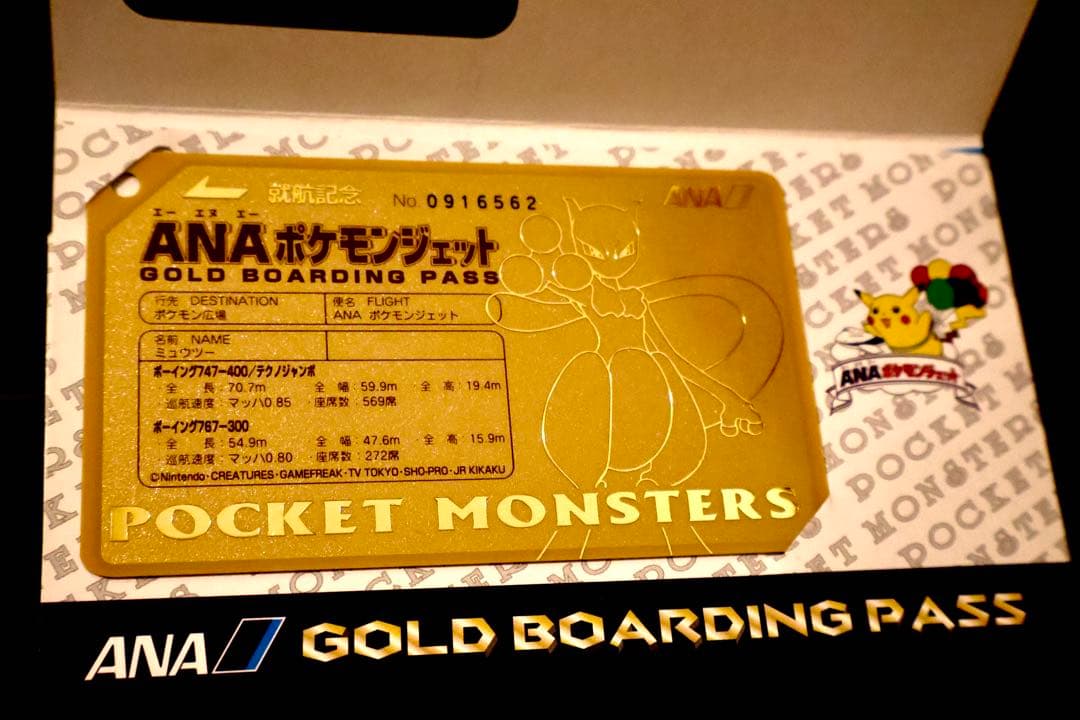 就航記念 No 0916562 ANA
エー エヌ エー
ANAポケモンジェット
GOLD BOARDING PASS
行先 DESTINATION
ポケモン広場
便名 FLIGHT
ANA ポケモンジェット
名前 NAME
ミュウツー
ボーイング747-400/テクノジャンボ
・全 長：70.7m ・全 幅：59.9m ・全 高：19.4m
・巡航速度：マッハ0.85 ・座席数：569席
ボーイング767-300
・全 長：54.9m ・全 幅：47.6m ・全 高：15.9m
・巡航速度：マッハ0.80 ・座席数：272席
©Nintendo・CREATURES・GAMEFREAK・TV TOKYO・SHO-PRO・JR KIKAKU
POCKET MONSTERS
ANAポケモンジェット
POCKET MONSTERS
ANA GOLD BOARDING PASS